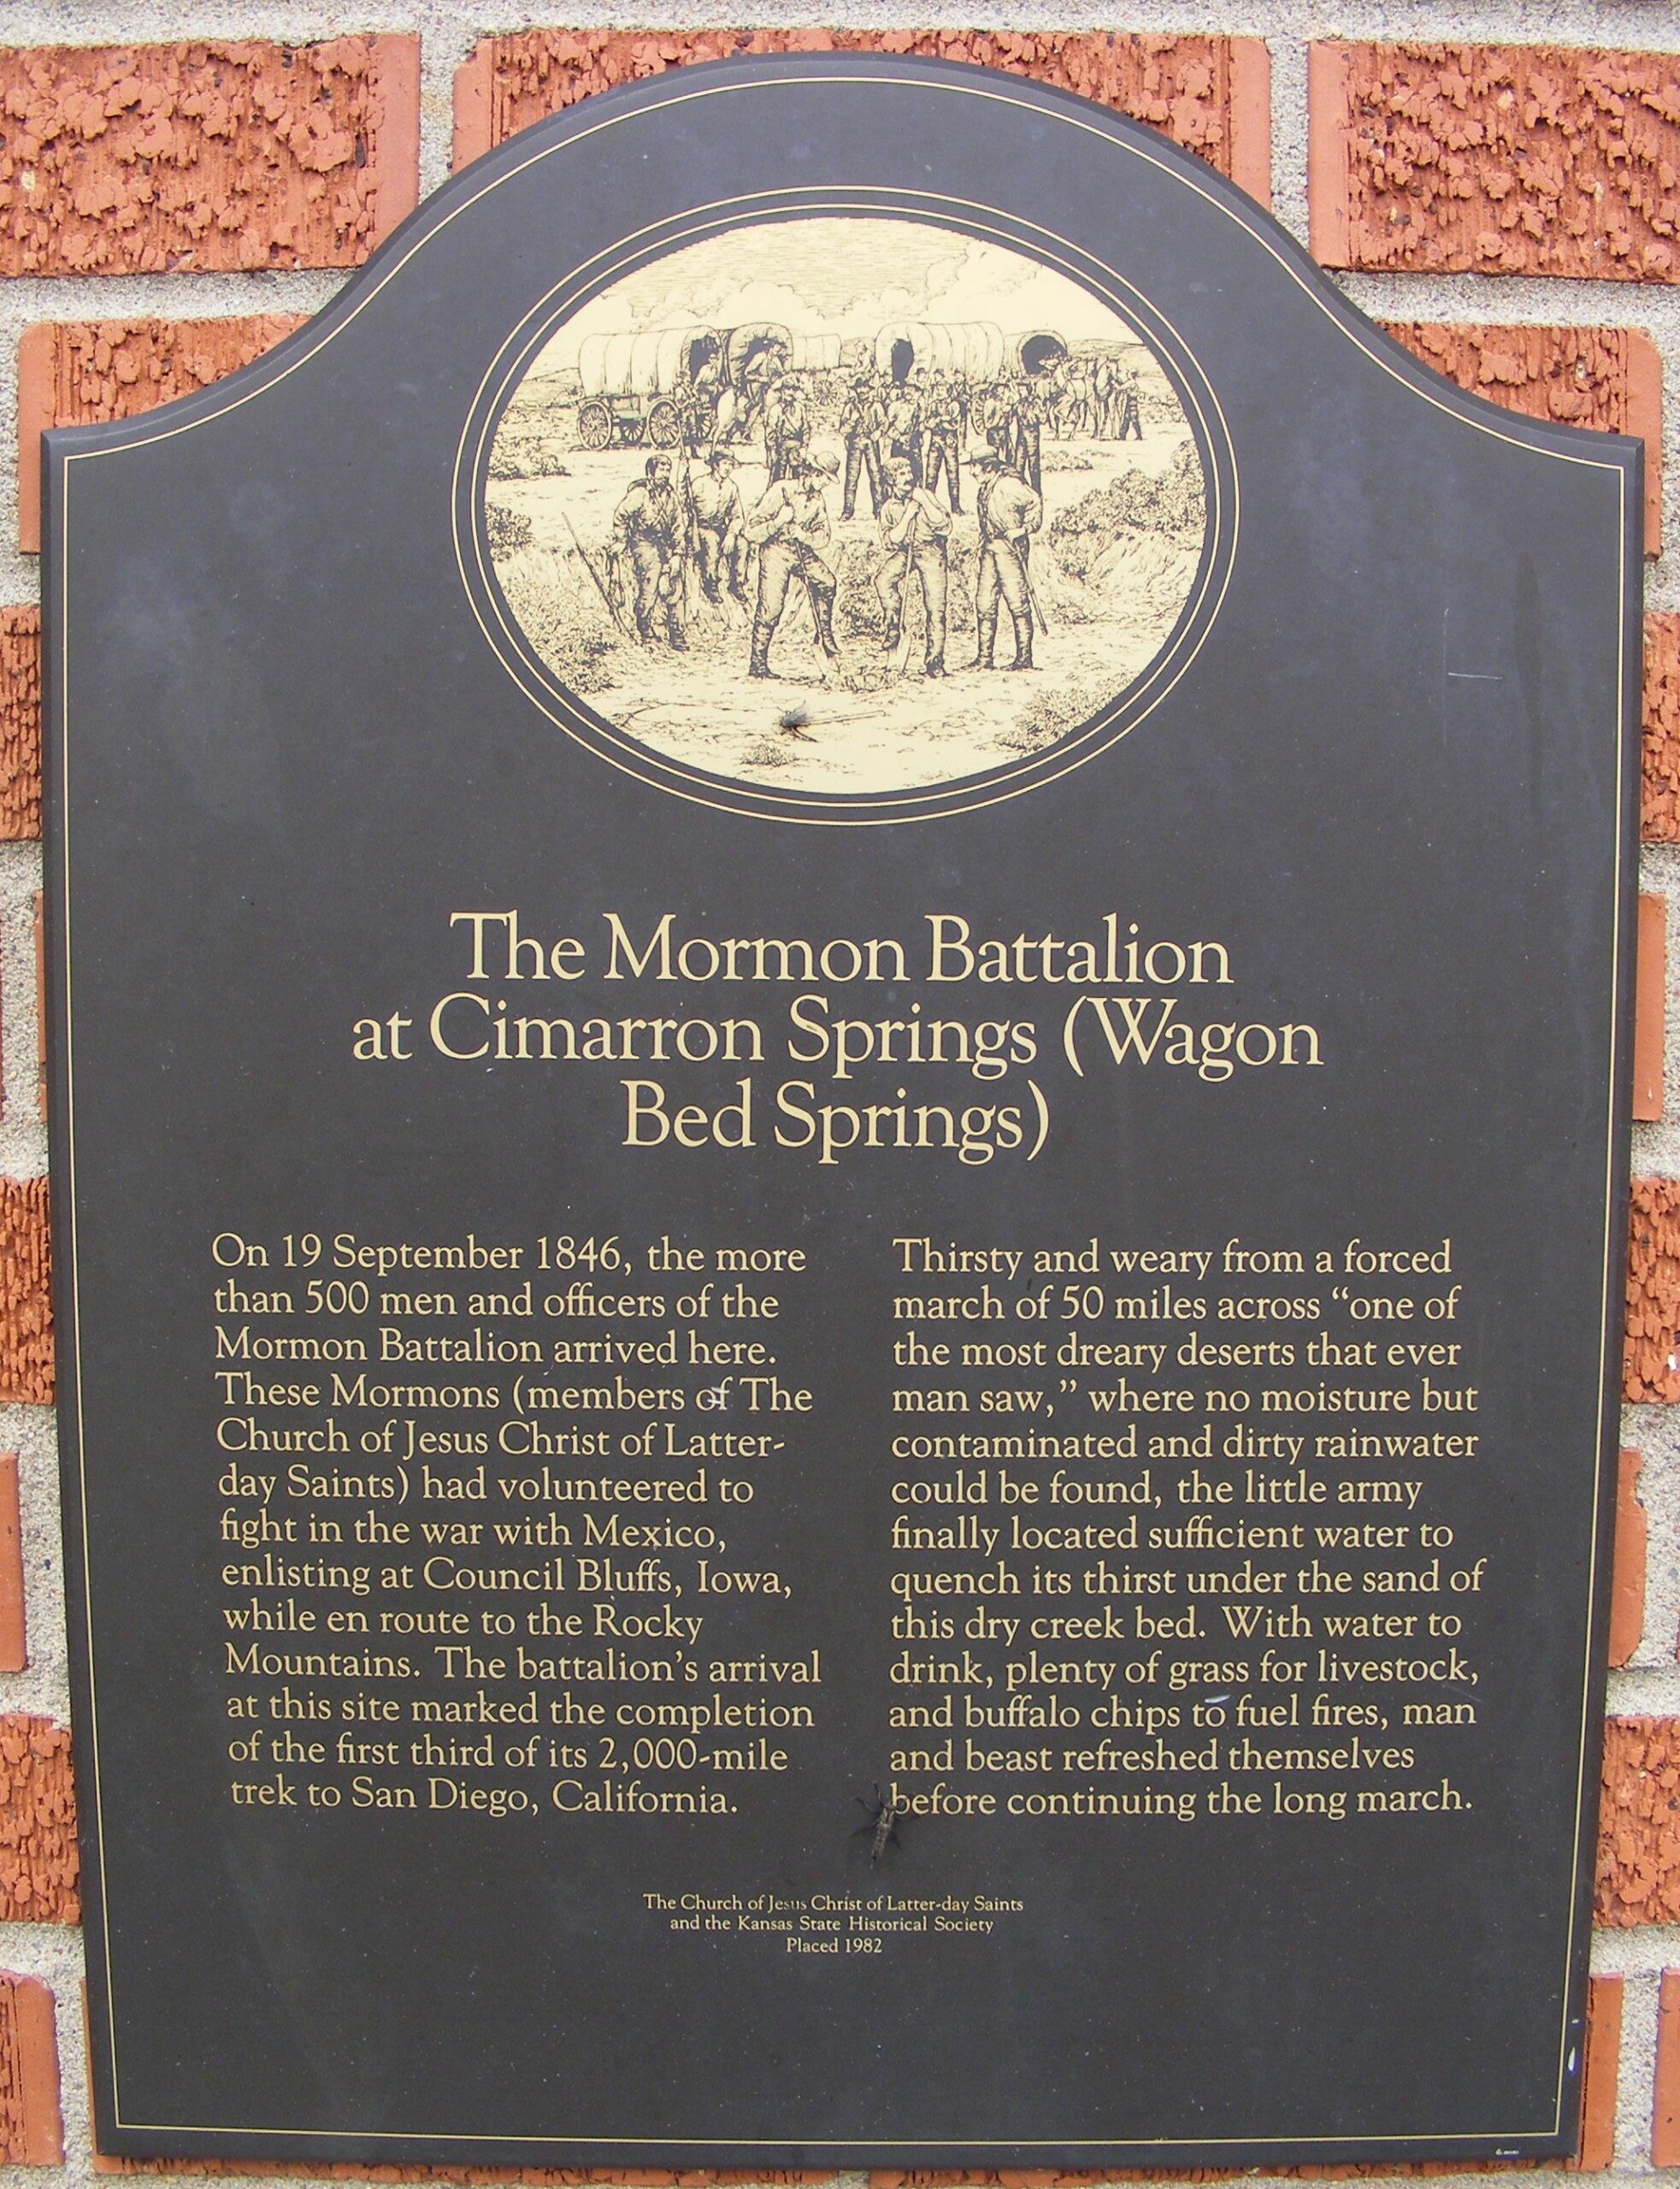 The Mormon Battalion
at Cimarron Springs (Wagon
Bed Springs)
On 19 September 1846, the more
than 500 men and officers of the
Mormon Battalion arrived here.
These Mormons (members of The
Church of Jesus Christ of Latter-
day Saints) had volunteered to
fight in the war with Mexico,
enlisting at Council Bluffs, Iowa,
while en route to the Rocky
Mountains. The battalion's arrival
at this site marked the completion
of the first third of its 2,000-mile
trek to San Diego, California.
Thirsty and weary from a forced
march of 50 miles across “one of
the most dreary deserts that ever
man saw,” where no moisture but
contaminated and dirty rainwater
could be found, the little army
finally located sufficient water to
quench its thirst under the sand of
this dry creek bed. With water to
drink, plenty of grass for livestock,
and buffalo chips to fuel fires, man
and beast refreshed themselves
before continuing the long march.
The Church of Jesus Christ of Latter-day Saints
and the Kansas State Historical Society
Placed 1982